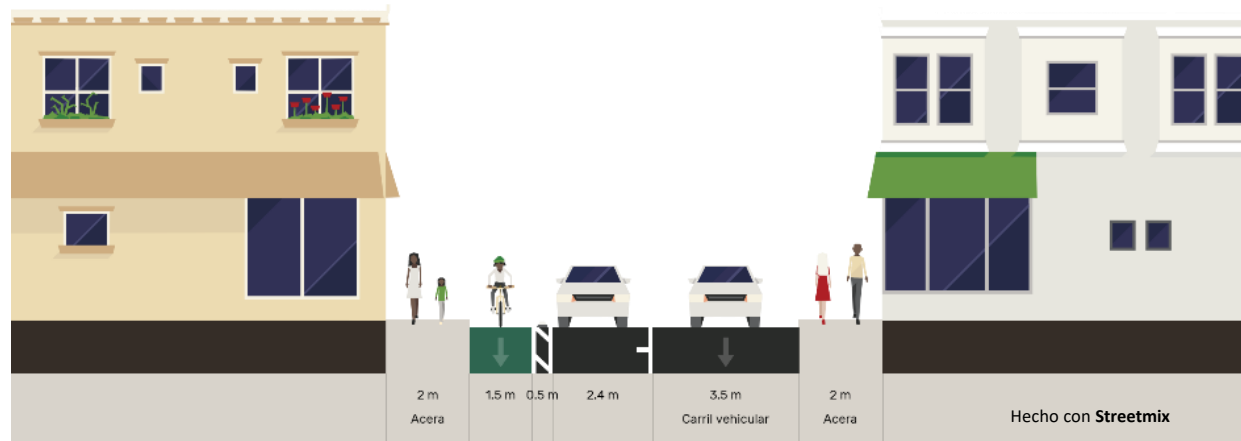 2 m
Acera
1.5 m
0.5 m
2.4 m
3.5 m
Carril vehicular
2 m
Acera
Hecho con Streetmix